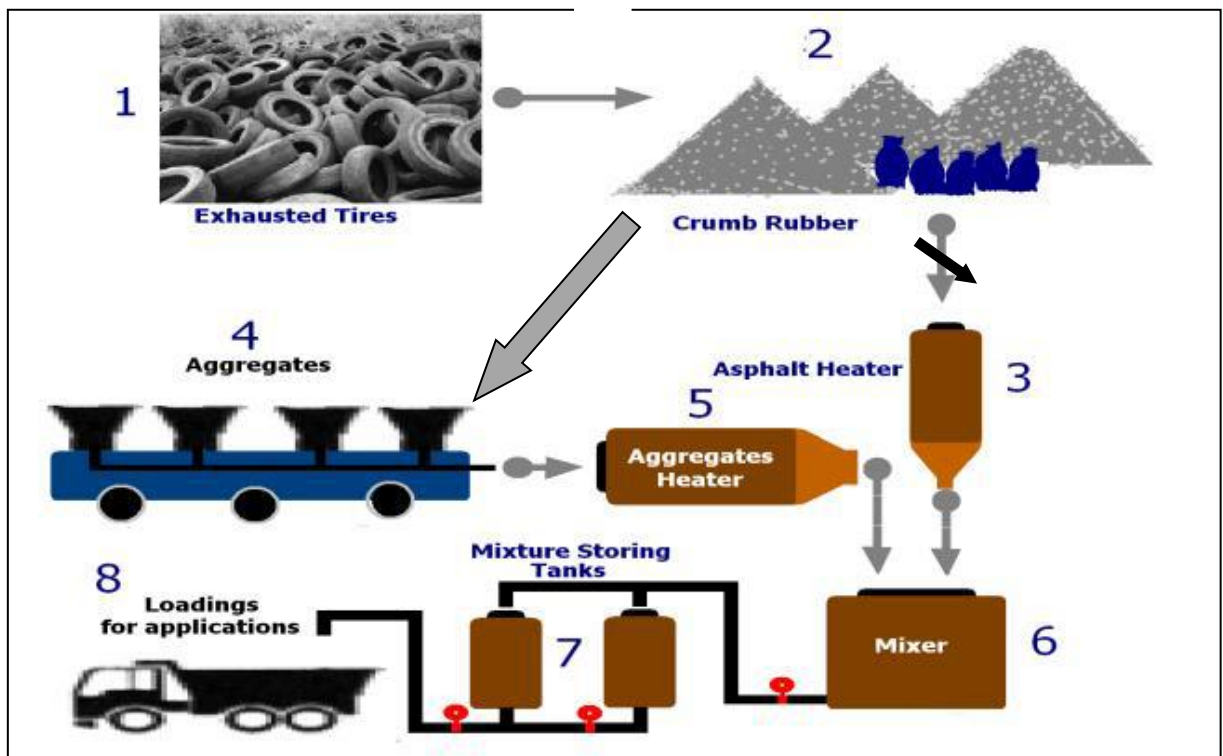 1
2
Exhausted Tires
Crumb Rubber
4
Aggregates
Asphalt Heater
3
5
Aggregates
Heater
Mixture Storing
Tanks
8
Loadings
for applications
7
Mixer
6